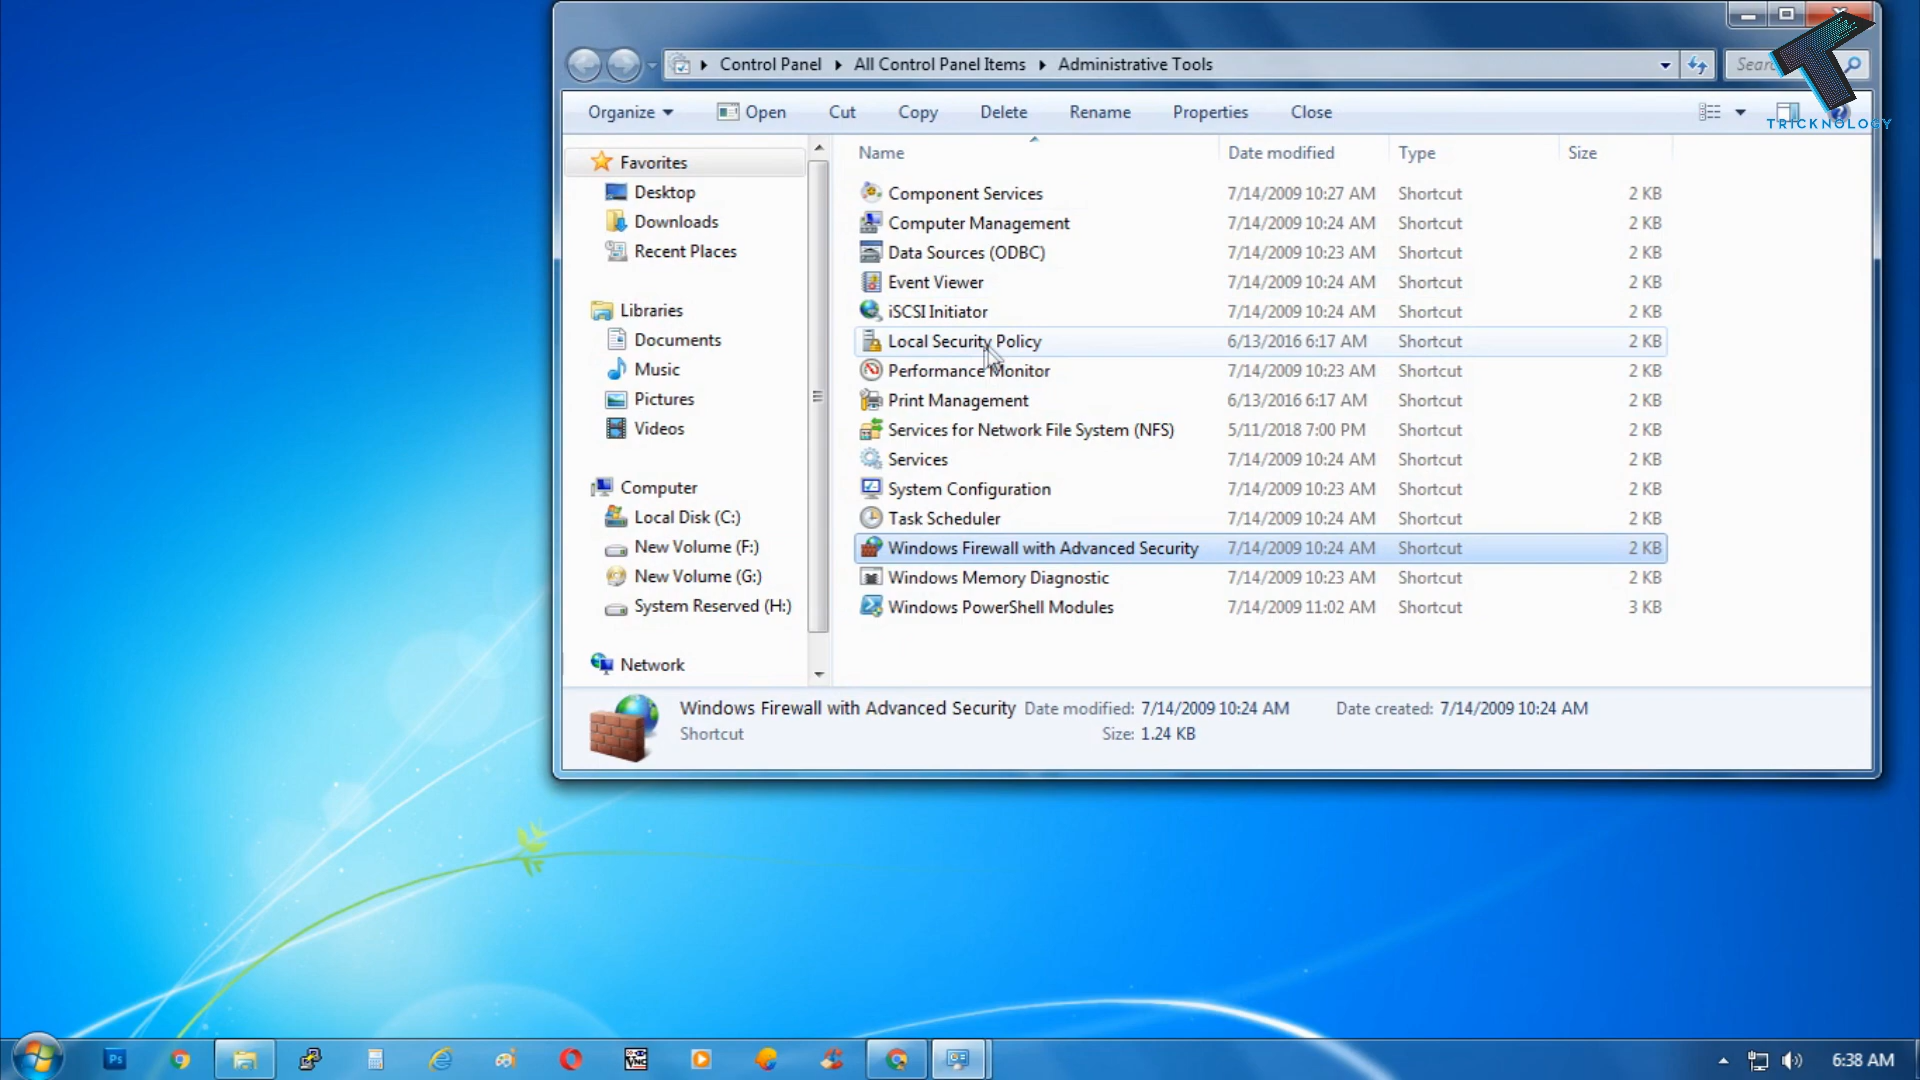 Control Panel All Control Panel Items Administrative Tools
TRICKNOLOGY
Organize Open Cut Copy Delete Rename Properties Close
Name Date modified Type Size
Favorites
Desktop
Downloads
Recent Places
Libraries
Documents
Music
Pictures
Videos
Computer
Local Disk (C:)
New Volume (F:)
New Volume (G:)
System Reserved (H:)
Network
Component Services 7/14/2009 10:27 AM Shortcut 2 KB
Computer Management 7/14/2009 10:24 AM Shortcut 2 KB
Data Sources (ODBC) 7/14/2009 10:23 AM Shortcut 2 KB
Event Viewer 7/14/2009 10:24 AM Shortcut 2 KB
iSCSI Initiator 7/14/2009 10:24 AM Shortcut 2 KB
Local Security Policy 6/13/2016 6:17 AM Shortcut 2 KB
Performance Monitor 7/14/2009 10:23 AM Shortcut 2 KB
Print Management 6/13/2016 6:17 AM Shortcut 2 KB
Services for Network File System (NFS) 5/11/2018 7:00 PM Shortcut 2 KB
Services 7/14/2009 10:24 AM Shortcut 2 KB
System Configuration 7/14/2009 10:23 AM Shortcut 2 KB
Task Scheduler 7/14/2009 10:24 AM Shortcut 2 KB
Windows Firewall with Advanced Security 7/14/2009 10:24 AM Shortcut 2 KB
Windows Memory Diagnostic 7/14/2009 10:23 AM Shortcut 2 KB
Windows PowerShell Modules 7/14/2009 11:02 AM Shortcut 3 KB
Windows Firewall with Advanced Security Date modified: 7/14/2009 10:24 AM Date created: 7/14/2009 10:24 AM
Shortcut Size: 1.24 KB
Ps VNC 6:38 AM